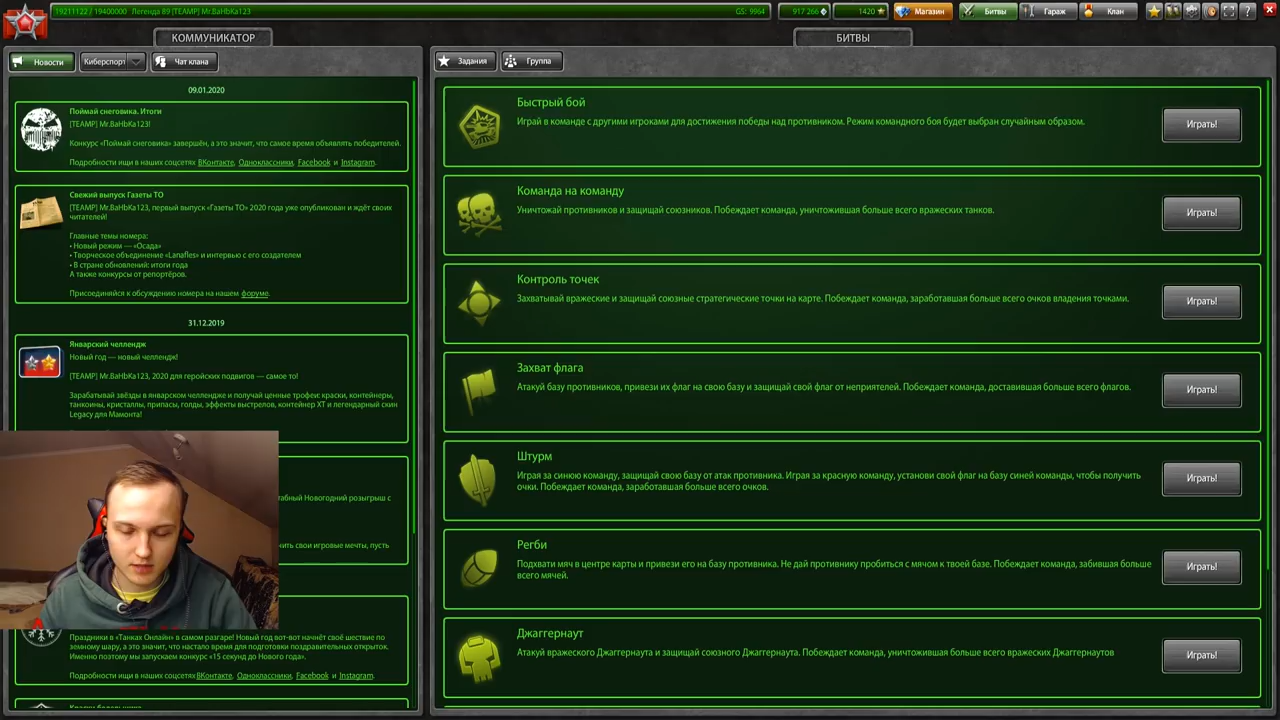 19211122 / 19400000 Легенда 89 [TEAMP] Mr.BaHbKa123
GS: 9964
917 266
1420
Магазин
Битвы
Гараж
Клан
?
КОММУНИКАТОР
БИТВЫ
Новости
Киберспорт
Чат клана
Задания
Группа
09.01.2020
Поймай снеговика. Итоги
[TEAMP] Mr.BaHbKa123!
Конкурс «Поймай снеговика» завершён, а это значит, что самое время объявлять победителей.
Подробности ищи в наших соцсетях ВКонтакте, Одноклассники, Facebook и Instagram.
Свежий выпуск Газеты ТО
[TEAMP] Mr.BaHbKa123, первый выпуск «Газеты ТО» 2020 года уже опубликован и ждёт своих
читателей!
Главные темы номера:
• Новый режим — «Осада»
• Творческое объединение «Lanafles» и интервью с его создателем
• В стране обновлений: итоги года
А также конкурсы от репортёров.
Присоединяйся к обсуждению номера на нашем форуме.
31.12.2019
Январский челлендж
Новый год — новый челлендж!
[TEAMP] Mr.BaHbKa123, 2020 для геройских подвигов — самое то!
Зарабатывай звёзды в январском челлендже и получай ценные трофеи: краски, контейнеры,
танкоины, кристаллы, припасы, голды, эффекты выстрелов, контейнер ХТ и легендарный скин
Legacy для Мамонта!
Новогодний розыгрыш с
свои игровые мечты, пусть
Праздники в «Танках Онлайн» в самом разгаре! Новый год вот-вот начнёт своё шествие по
земному шару, а это значит, что настало время для подготовки поздравительных открыток.
Именно поэтому мы запускаем конкурс «15 секунд до Нового года».
Подробности ищи в наших соцсетях ВКонтакте, Одноклассники, Facebook и Instagram.
Быстрый бой
Играй в команде с другими игроками для достижения победы над противником. Режим командного боя будет выбран случайным образом.
Играть!
Команда на команду
Уничтожай противников и защищай союзников. Побеждает команда, уничтожившая больше всего вражеских танков.
Играть!
Контроль точек
Захватывай вражеские и защищай союзные стратегические точки на карте. Побеждает команда, заработавшая больше всего очков владения точками.
Играть!
Захват флага
Атакуй базу противников, привези их флаг на свою базу и защищай свой флаг от неприятелей. Побеждает команда, доставившая больше всего флагов.
Играть!
Штурм
Играя за синюю команду, защищай свою базу от атак противника. Играя за красную команду, установи свой флаг на базу синей команды, чтобы получить
очки. Побеждает команда, заработавшая больше всего очков.
Играть!
Регби
Подхвати мяч в центре карты и привези его на базу противника. Не дай противнику пробиться с мячом к твоей базе. Побеждает команда, забившая больше
всего мячей.
Играть!
Джаггернаут
Атакуй вражеского Джаггернаута и защищай союзного Джаггернаута. Побеждает команда, уничтожившая больше всего вражеских Джаггернаутов
Играть!